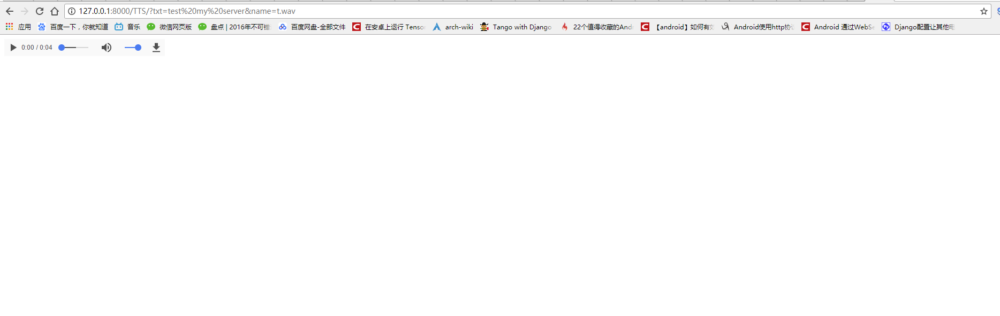 127.0.0.1:8000/TTS/?txt=test%20my%20server&name=t.wav
应用 百度一下，你就知道 音乐 微信网页版 盘点 | 2016年不可错 百度网盘-全部文件 在安卓上运行 Tenso arch-wiki Tango with Django 22个值得收藏的And 【android】如何有 Android使用http协 Android 通过WebSe Django配置让其他
0:00 / 0:04